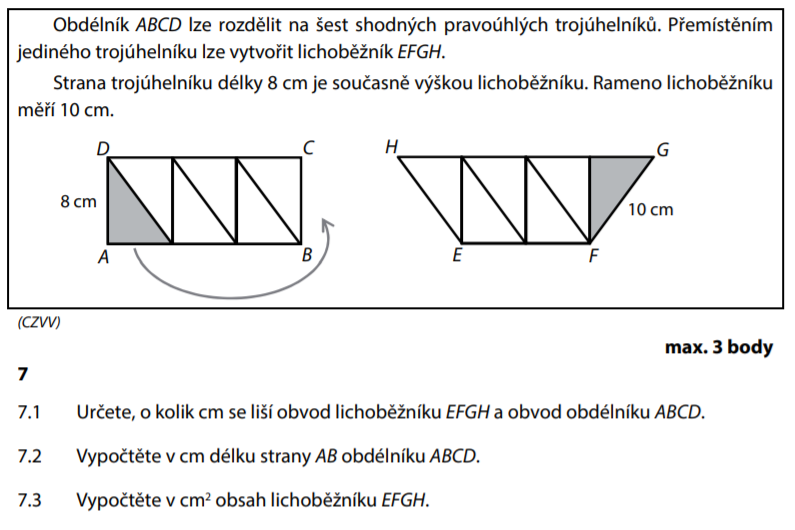 Obdélník ABCD lze rozdělit na šest shodných pravoúhlých trojúhelníků. Přemístěním
jediného trojúhelníku lze vytvořit lichoběžník EFGH.
Strana trojúhelníku délky 8 cm je současně výškou lichoběžníku. Rameno lichoběžníku
měří 10 cm.
D C H G
8 cm 10 cm
A B E F
(CZVV)
max. 3 body
7
7.1 Určete, o kolik cm se liší obvod lichoběžníku EFGH a obvod obdélníku ABCD.
7.2 Vypočtěte v cm délku strany AB obdélníku ABCD.
7.3 Vypočtěte v cm² obsah lichoběžníku EFGH.